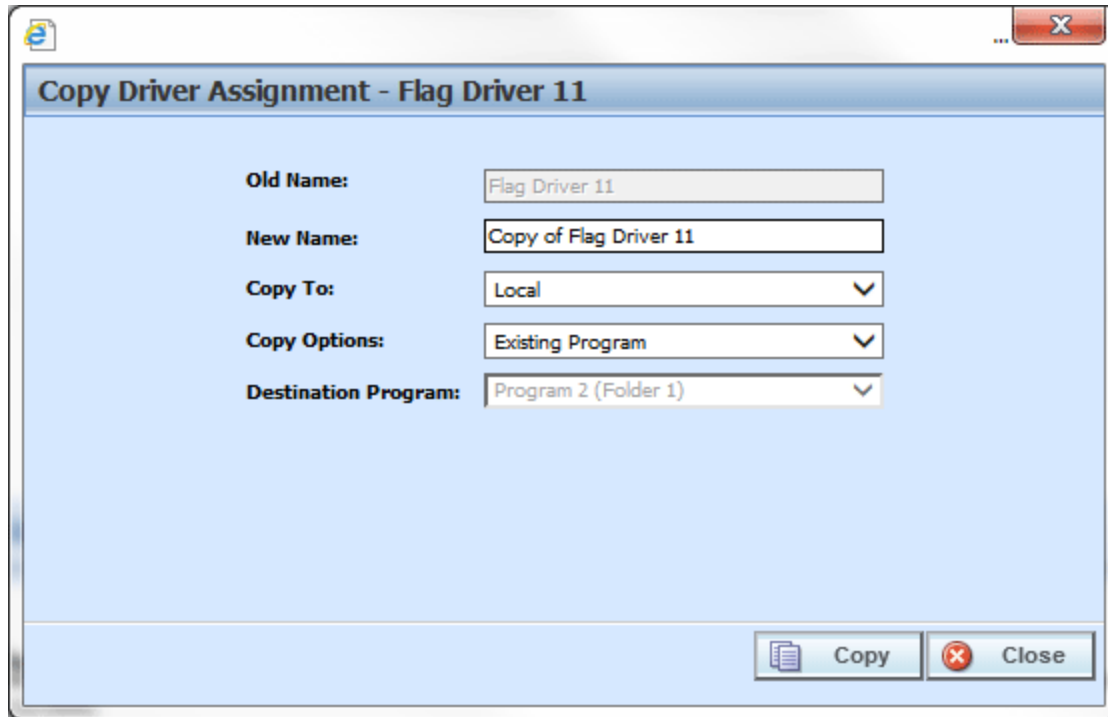 ...
Copy Driver Assignment - Flag Driver 11
Old Name: Flag Driver 11
New Name: Copy of Flag Driver 11
Copy To: Local
Copy Options: Existing Program
Destination Program: Program 2 (Folder 1)
Copy Close